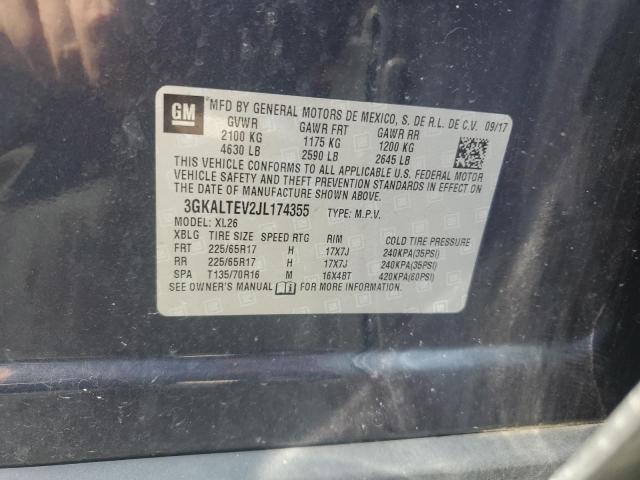 GM
MFD BY GENERAL MOTORS DE MEXICO, S. DE R.L. DE C.V. 09/17
GVWR GAWR FRT GAWR RR
2100 KG 1175 KG 1200 KG
4630 LB 2590 LB 2645 LB
THIS VEHICLE CONFORMS TO ALL APPLICABLE U.S. FEDERAL MOTOR
VEHICLE SAFETY AND THEFT PREVENTION STANDARDS IN EFFECT ON
THE DATE OF MANUFACTURE SHOWN ABOVE.
3GKALTEV2JL174355 TYPE: M.P.V.
MODEL: XL26
XBLG TIRE SIZE SPEED RTG RIM COLD TIRE PRESSURE
FRT 225/65R17 H 17X7J 240KPA(35PSI)
RR 225/65R17 H 17X7J 240KPA(35PSI)
SPA T135/70R16 M 16X4BT 420KPA(60PSI)
SEE OWNER'S MANUAL FOR MORE INFORMATION.